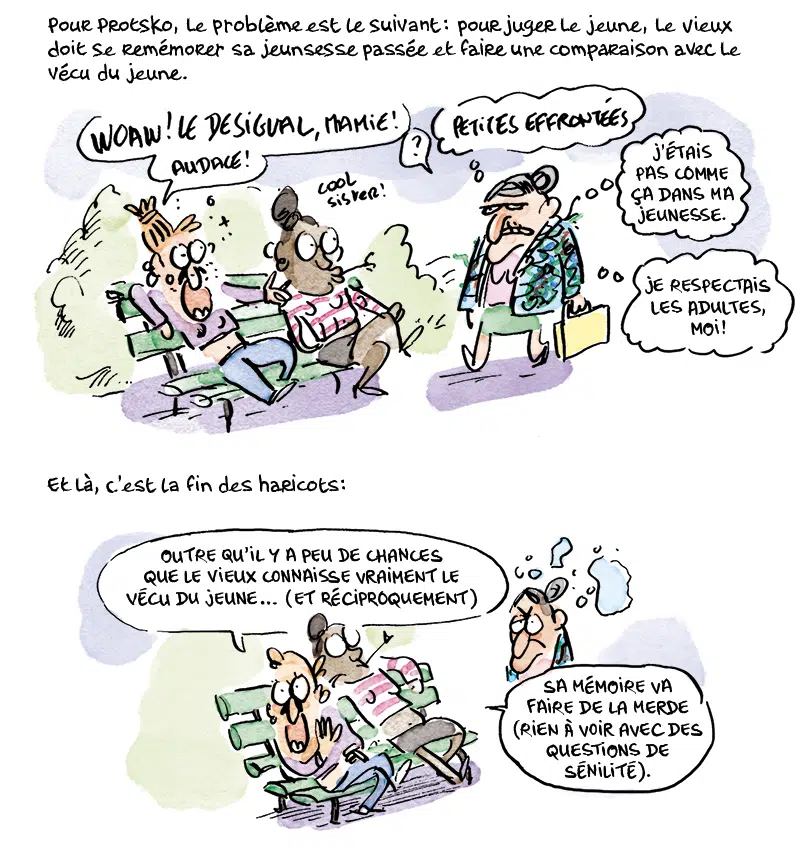 Pour Protsko, le problème est le suivant : pour juger le jeune, le vieux
doit se remémorer sa jeunsesse passée et faire une comparaison avec le
vécu du jeune.
WOAW ! LE DESIGUAL, MAMIE !
AUDACE !
COOL
SISTER !
?
PETITES EFFRONTÉES
J'ÉTAIS
PAS COMME
ÇA DANS MA
JEUNESSE.
JE RESPECTAIS
LES ADULTES,
MOI !
Et là, c'est la fin des haricots :
OUTRE QU'IL Y A PEU DE CHANCES
QUE LE VIEUX CONNAISSE VRAIMENT LE
VÉCU DU JEUNE... (ET RÉCIPROQUEMENT)
SA MÉMOIRE VA
FAIRE DE LA MERDE
(RIEN À VOIR AVEC DES
QUESTIONS DE
SÉNILITÉ).